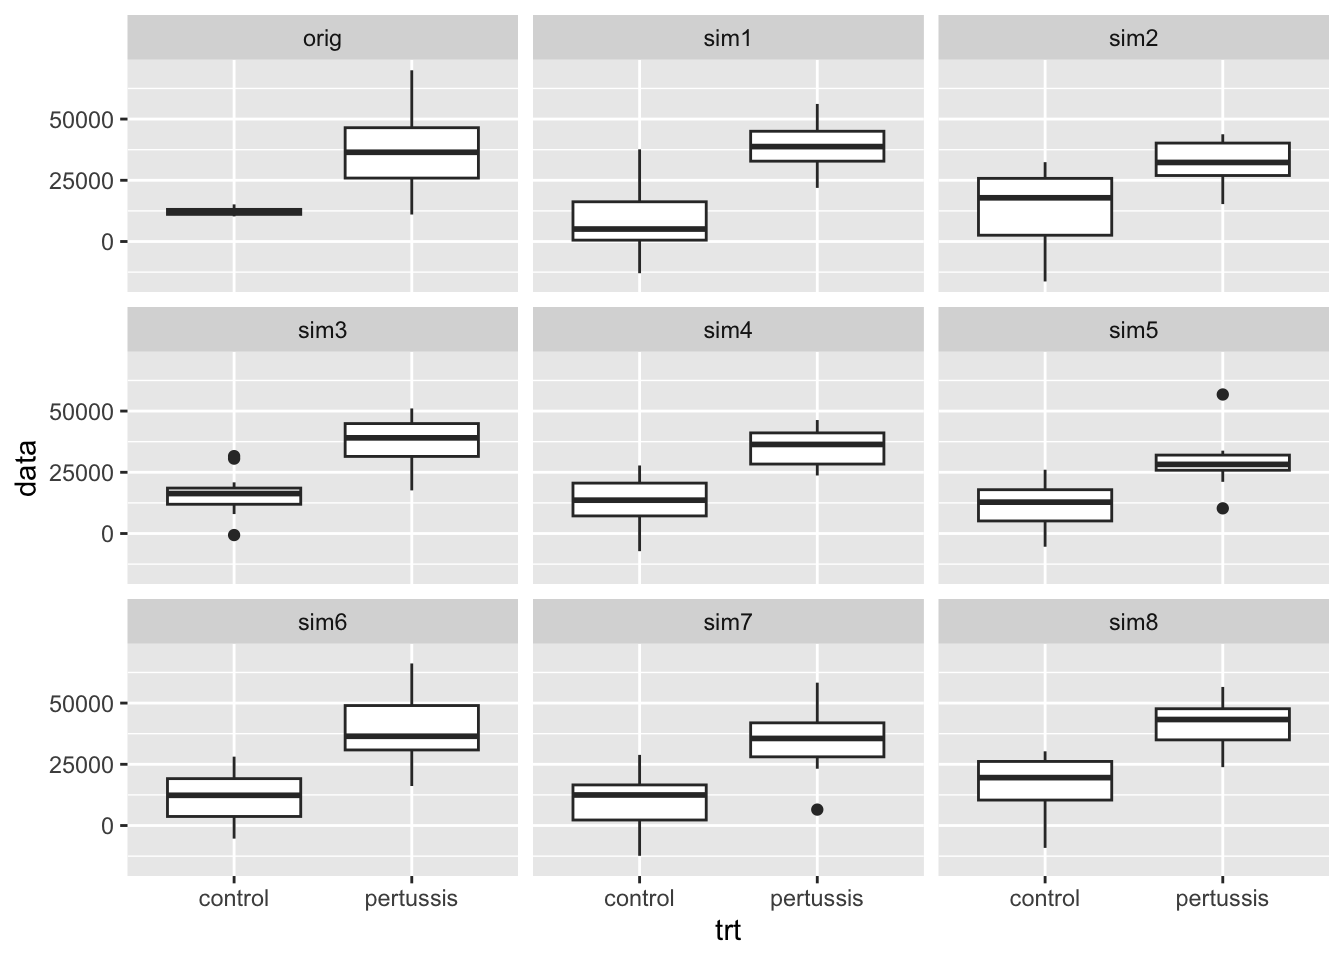 orig
sim1
sim2
50000
25000
0
sim3
sim4
sim5
50000
25000
0
data
sim6
sim7
sim8
50000
25000
0
control
pertussis
control
pertussis
control
pertussis
trt